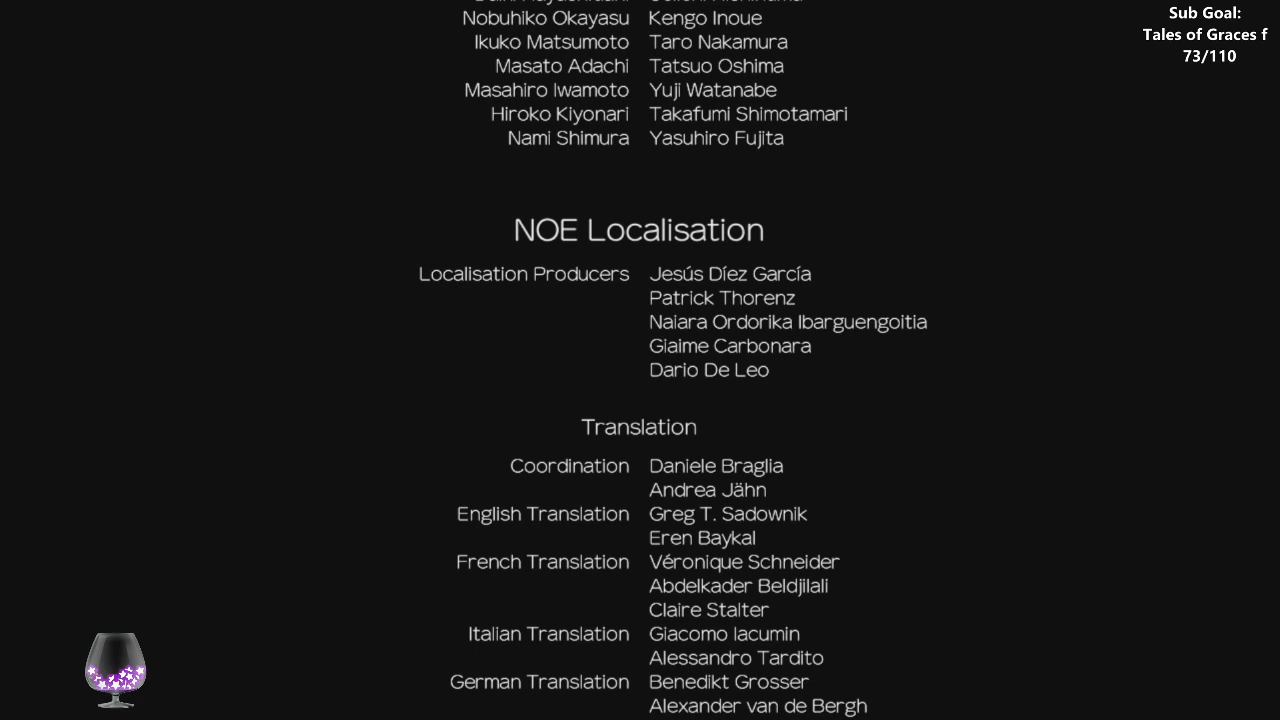 Sub Goal:
Tales of Graces f
73/110
Nobuhiko Okayasu Kengo Inoue
Ikuko Matsumoto Taro Nakamura
Masato Adachi Tatsuo Oshima
Masahiro Iwamoto Yuji Watanabe
Hiroko Kiyonari Takafumi Shimotamari
Nami Shimura Yasuhiro Fujita
NOE Localisation
Localisation Producers Jesús Díez García
Patrick Thorenz
Naiara Ordorika Ibarguengoitia
Giaime Carbonara
Dario De Leo
Translation
Coordination Daniele Braglia
Andrea Jähn
English Translation Greg T. Sadownik
Eren Baykal
French Translation Véronique Schneider
Abdelkader Beldjilali
Claire Stalter
Italian Translation Giacomo Iacumin
Alessandro Tardito
German Translation Benedikt Grosser
Alexander van de Bergh